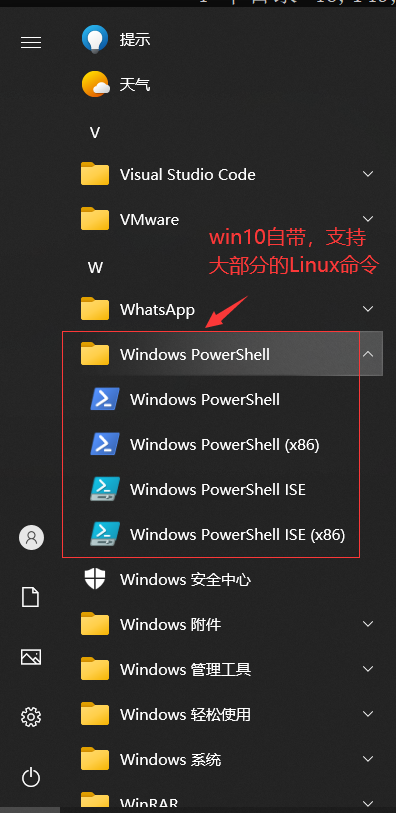 提示
天气
V
Visual Studio Code
VMware
win10自带，支持
大部分的Linux命令
W
WhatsApp
Windows PowerShell
Windows PowerShell
Windows PowerShell (x86)
Windows PowerShell ISE
Windows PowerShell ISE (x86)
Windows 安全中心
Windows 附件
Windows 管理工具
Windows 轻松使用
Windows 系统
WinRAR